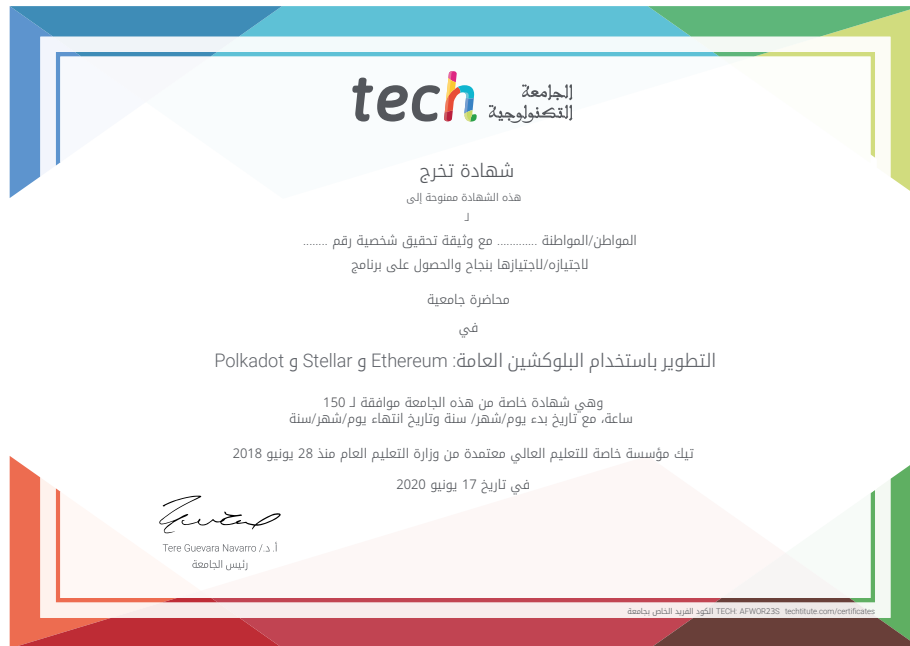 tech الجامعة
التكنولوجية
شهادة تخرج
هذه الشهادة ممنوحة إلى
لـ
المواطن/المواطنة ............ مع وثيقة تحقيق شخصية رقم ........
لاجتيازه/لاجتيازها بنجاح والحصول على برنامج
محاضرة جامعية
في
التطوير باستخدام البلوكشين العامة: Ethereum و Stellar و Polkadot
وهي شهادة خاصة من هذه الجامعة موافقة لـ 150
ساعة، مع تاريخ بدء يوم/شهر/ سنة وتاريخ انتهاء يوم/شهر/سنة
تيك مؤسسة خاصة للتعليم العالي معتمدة من وزارة التعليم العام منذ 28 يونيو 2018
في تاريخ 17 يونيو 2020
أ. د./ Tere Guevara Navarro
رئيس الجامعة
الكود الفريد الخاص بجامعة TECH: AFWOR23S techtitute.com/certificates